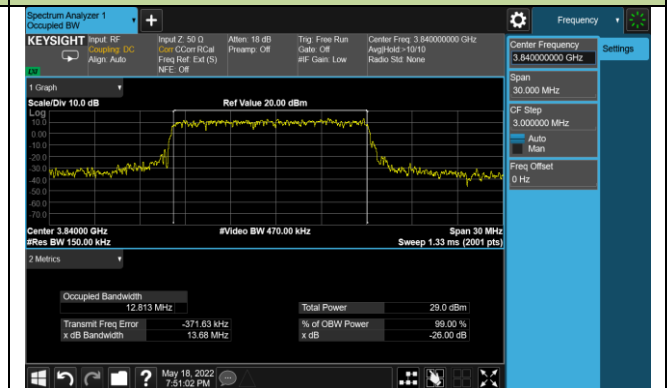 Spectrum Analyzer 1
Occupied BW
+
Frequency
KEYSIGHT Input: RF
Coupling: DC
Align: Auto
Input Z: 50 Ω
Corr CCorr RCal
Freq Ref: Ext (S)
NFE: Off
Atten: 18 dB
Preamp: Off
Trig: Free Run
Gate: Off
#IF Gain: Low
Center Freq: 3.840000000 GHz
Avg|Hold:>10/10
Radio Std: None
LW
Center Frequency
3.840000000 GHz
Settings
Span
30.000 MHz
CF Step
3.000000 MHz
Auto
Man
Freq Offset
0 Hz
1 Graph
Scale/Div 10.0 dB
Ref Value 20.00 dBm
Log
10.0
0.00
-10.0
-20.0
-30.0
-40.0
-50.0
-60.0
-70.0
Center 3.84000 GHz
#Video BW 470.00 kHz
Span 30 MHz
#Res BW 150.00 kHz
Sweep 1.33 ms (2001 pts)
2 Metrics
Occupied Bandwidth
12.813 MHz
Total Power 29.0 dBm
Transmit Freq Error -371.63 kHz
% of OBW Power 99.00 %
x dB Bandwidth 13.68 MHz
x dB -26.00 dB
?
May 18, 2022
7:51:02 PM